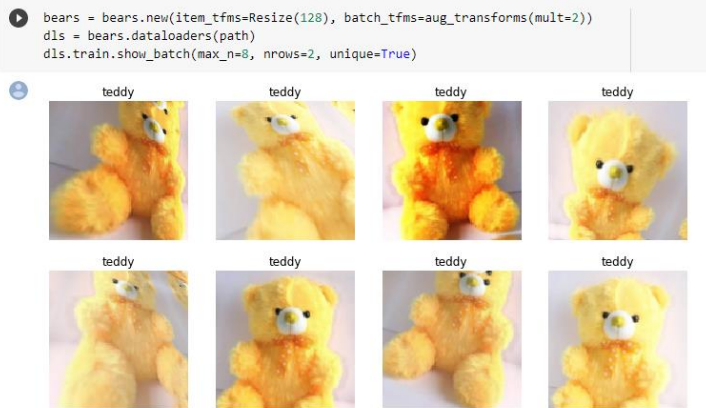 bears = bears.new(item_tfms=Resize(128), batch_tfms=aug_transforms(mult=2))
dls = bears.dataloaders(path)
dls.train.show_batch(max_n=8, nrows=2, unique=True)
teddy teddy teddy teddy
teddy teddy teddy teddy